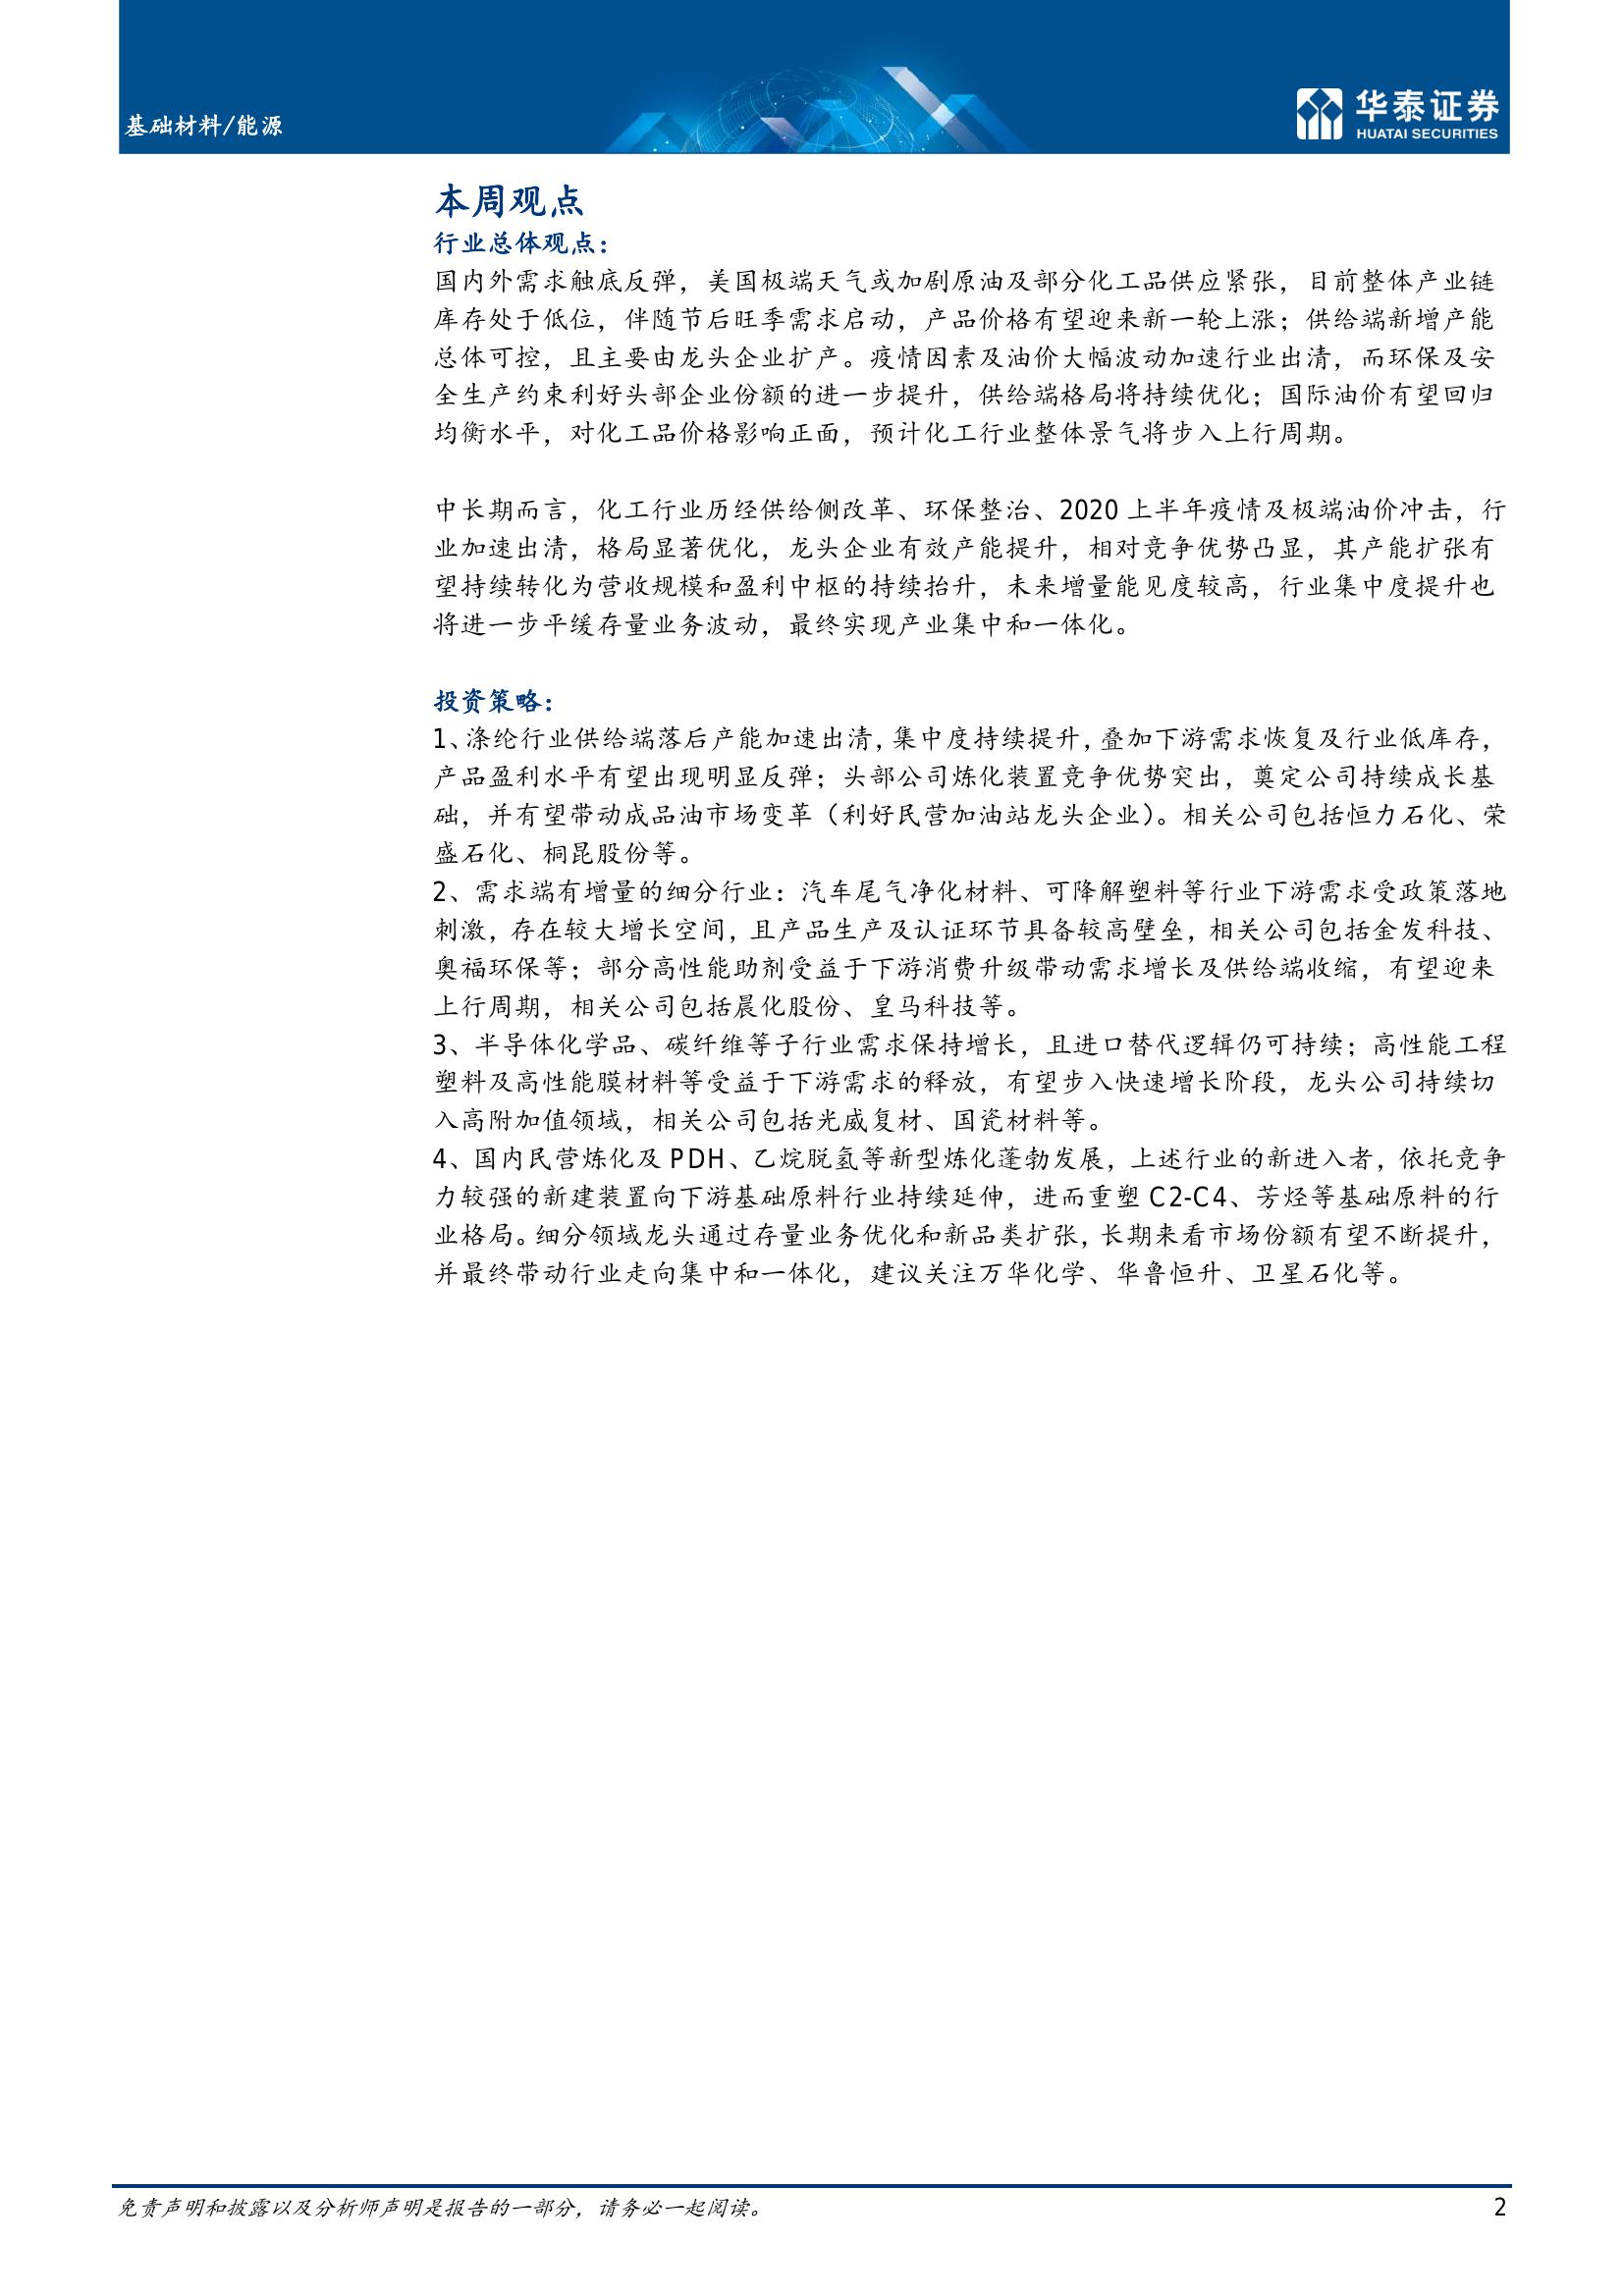 基础材料/能源
华泰证券
HUATAI SECURITIES
本周观点
行业总体观点：
国内外需求触底反弹，美国极端天气或加剧原油及部分化工品供应紧张，目前整体产业链
库存处于低位，伴随节后旺季需求启动，产品价格有望迎来新一轮上涨；供给端新增产能
总体可控，且主要由龙头企业扩产。疫情因素及油价大幅波动加速行业出清，而环保及安
全生产约束利好头部企业份额的进一步提升，供给端格局将持续优化；国际油价有望回归
均衡水平，对化工品价格影响正面，预计化工行业整体景气将步入上行周期。
中长期而言，化工行业历经供给侧改革、环保整治、2020 上半年疫情及极端油价冲击，行
业加速出清，格局显著优化，龙头企业有效产能提升，相对竞争优势凸显，其产能扩张有
望持续转化为营收规模和盈利中枢的持续抬升，未来增量能见度较高，行业集中度提升也
将进一步平缓存量业务波动，最终实现产业集中和一体化。
投资策略：
1、涤纶行业供给端落后产能加速出清，集中度持续提升，叠加下游需求恢复及行业低库存，
产品盈利水平有望出现明显反弹；头部公司炼化装置竞争优势突出，奠定公司持续成长基
础，并有望带动成品油市场变革（利好民营加油站龙头企业）。相关公司包括恒力石化、荣
盛石化、桐昆股份等。
2、需求端有增量的细分行业：汽车尾气净化材料、可降解塑料等行业下游需求受政策落地
刺激，存在较大增长空间，且产品生产及认证环节具备较高壁垒，相关公司包括金发科技、
奥福环保等；部分高性能助剂受益于下游消费升级带动需求增长及供给端收缩，有望迎来
上行周期，相关公司包括晨化股份、皇马科技等。
3、半导体化学品、碳纤维等子行业需求保持增长，且进口替代逻辑仍可持续；高性能工程
塑料及高性能膜材料等受益于下游需求的释放，有望步入快速增长阶段，龙头公司持续切
入高附加值领域，相关公司包括光威复材、国瓷材料等。
4、国内民营炼化及 PDH、乙烷脱氢等新型炼化蓬勃发展，上述行业的新进入者，依托竞争
力较强的新建装置向下游基础原料行业持续延伸，进而重塑 C2-C4、芳烃等基础原料的行
业格局。细分领域龙头通过存量业务优化和新品类扩张，长期来看市场份额有望不断提升，
并最终带动行业走向集中和一体化，建议关注万华化学、华鲁恒升、卫星石化等。
免责声明和披露以及分析师声明是报告的一部分，请务必一起阅读。
2